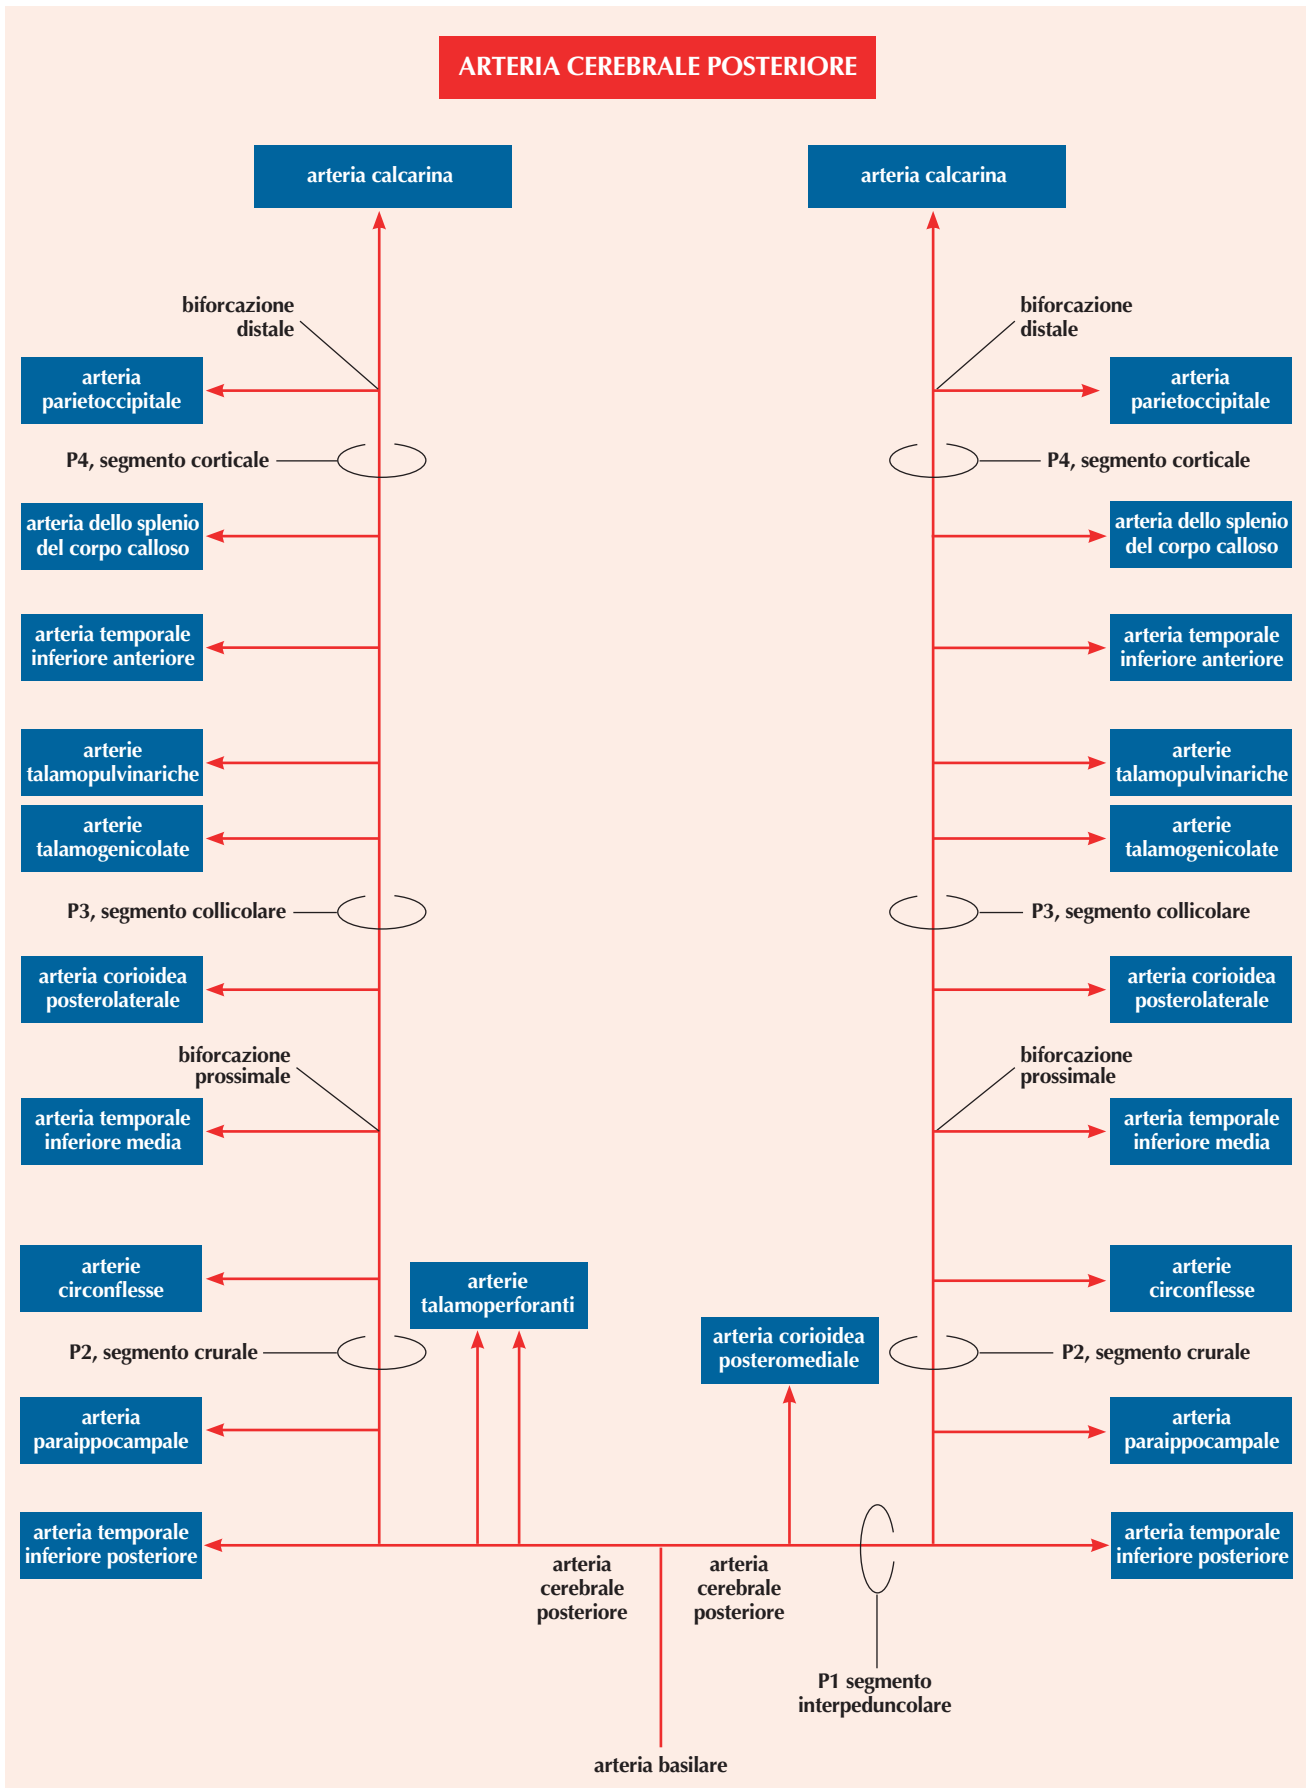 ARTERIA CEREBRALE POSTERIORE
arteria calcarina
arteria calcarina
biforcazione
distale
biforcazione
distale
arteria
parietoccipitale
arteria
parietoccipitale
P4, segmento corticale
P4, segmento corticale
arteria dello splenio
del corpo calloso
arteria dello splenio
del corpo calloso
arteria temporale
inferiore anteriore
arteria temporale
inferiore anteriore
arterie
talamopulvinariche
arterie
talamopulvinariche
arterie
talamogenicolate
arterie
talamogenicolate
P3, segmento collicolare
P3, segmento collicolare
arteria corioidea
posterolaterale
arteria corioidea
posterolaterale
biforcazione
prossimale
biforcazione
prossimale
arteria temporale
inferiore media
arteria temporale
inferiore media
arterie
circonflesse
arterie
talamoperforanti
arterie
circonflesse
arteria corioidea
posteromediale
P2, segmento crurale
P2, segmento crurale
arteria
paraippocampale
arteria
paraippocampale
arteria temporale
inferiore posteriore
arteria temporale
inferiore posteriore
arteria
cerebrale
posteriore
arteria
cerebrale
posteriore
P1 segmento
interpeduncolare
arteria basilare